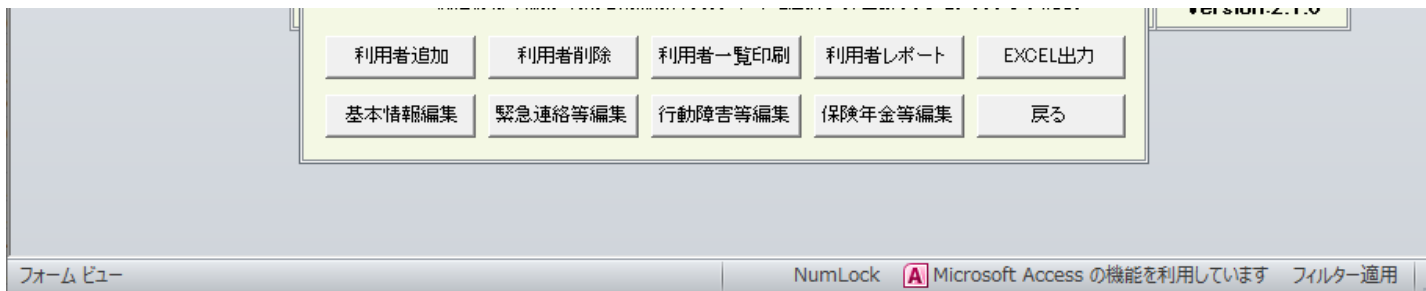 Version:2.1.0
利用者追加 利用者削除 利用者一覧印刷 利用者レポート EXCEL出力
基本情報編集 緊急連絡等編集 行動障害等編集 保険年金等編集 戻る
フォーム ビュー NumLock A Microsoft Access の機能を利用しています フィルター適用